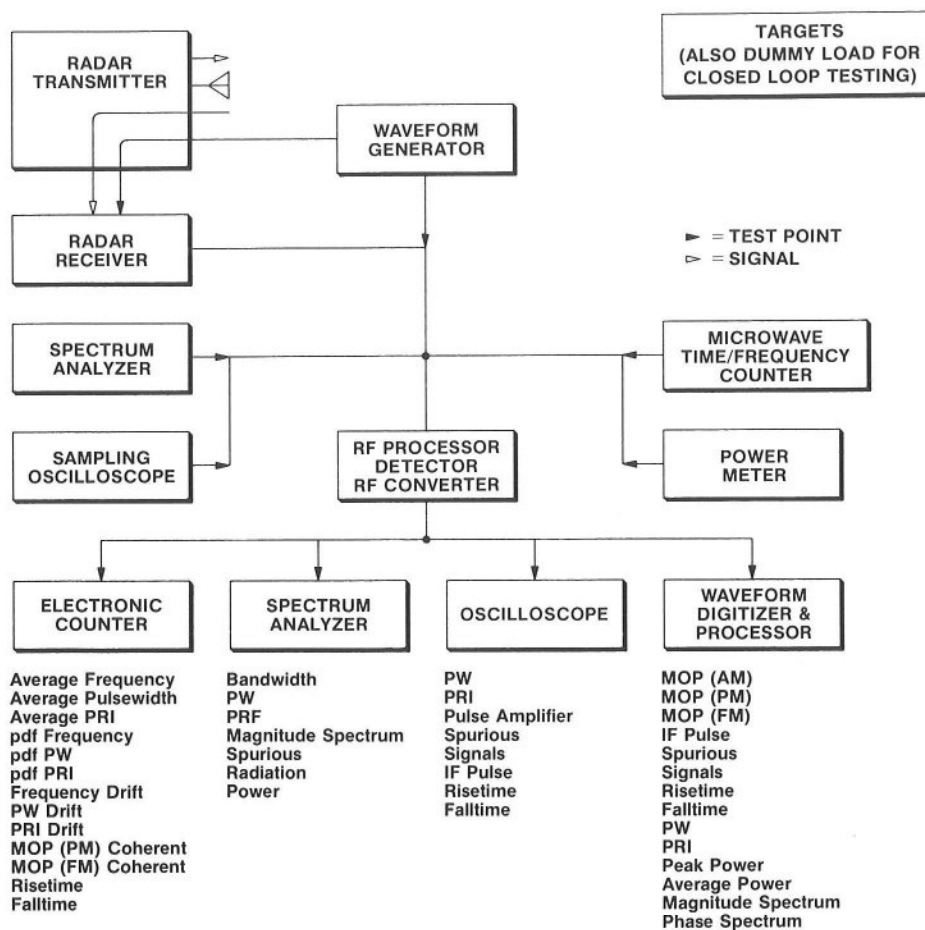 RADAR
TRANSMITTER
TARGETS
(ALSO DUMMY LOAD FOR
CLOSED LOOP TESTING)
WAVEFORM
GENERATOR
RADAR
RECEIVER
= TEST POINT
= SIGNAL
SPECTRUM
ANALYZER
MICROWAVE
TIME/FREQUENCY
COUNTER
SAMPLING
OSCILLOSCOPE
RF PROCESSOR
DETECTOR
RF CONVERTER
POWER
METER
ELECTRONIC
COUNTER
SPECTRUM
ANALYZER
OSCILLOSCOPE
WAVEFORM
DIGITIZER &
PROCESSOR
Average Frequency
Average Pulsewidth
Average PRI
pdf Frequency
pdf PW
pdf PRI
Frequency Drift
PW Drift
PRI Drift
MOP (PM) Coherent
MOP (FM) Coherent
Risetime
Falltime
Bandwidth
PW
PRF
Magnitude Spectrum
Spurious
Radiation
Power
PW
PRI
Pulse Amplifier
Spurious
Signals
IF Pulse
Risetime
Falltime
MOP (AM)
MOP (PM)
MOP (FM)
IF Pulse
Spurious
Signals
Risetime
Falltime
PW
PRI
Peak Power
Average Power
Magnitude Spectrum
Phase Spectrum